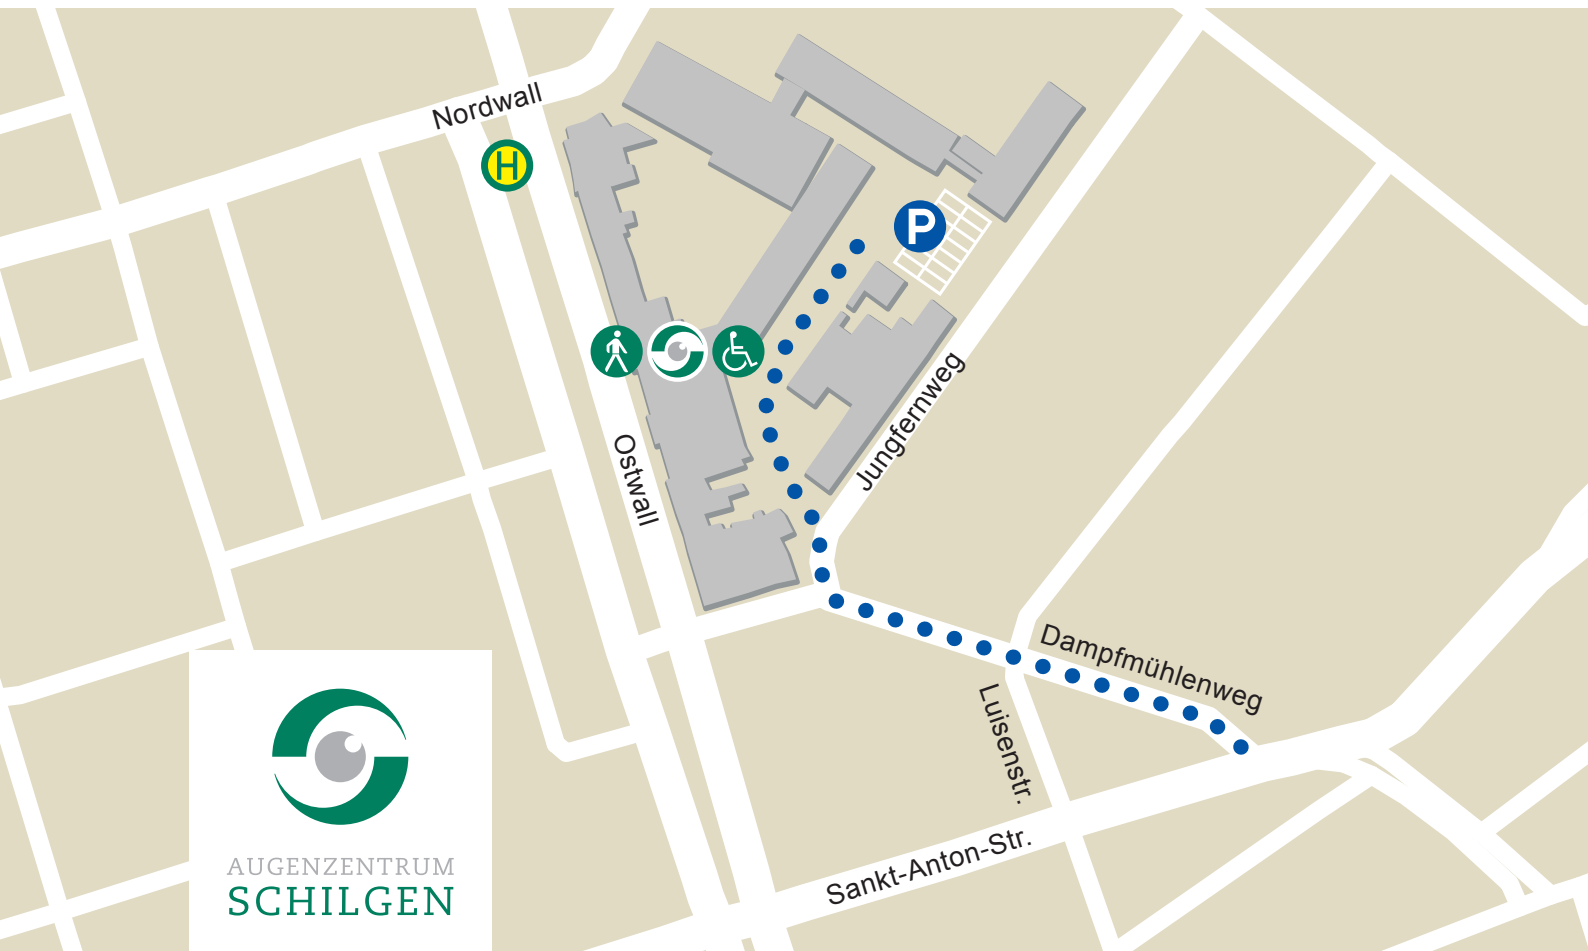 Nordwall
H
P
Ostwall
Jungfernweg
Dampfmühlenweg
Luisenstr.
Sankt-Anton-Str.
AUGENZENTRUM
SCHILGEN